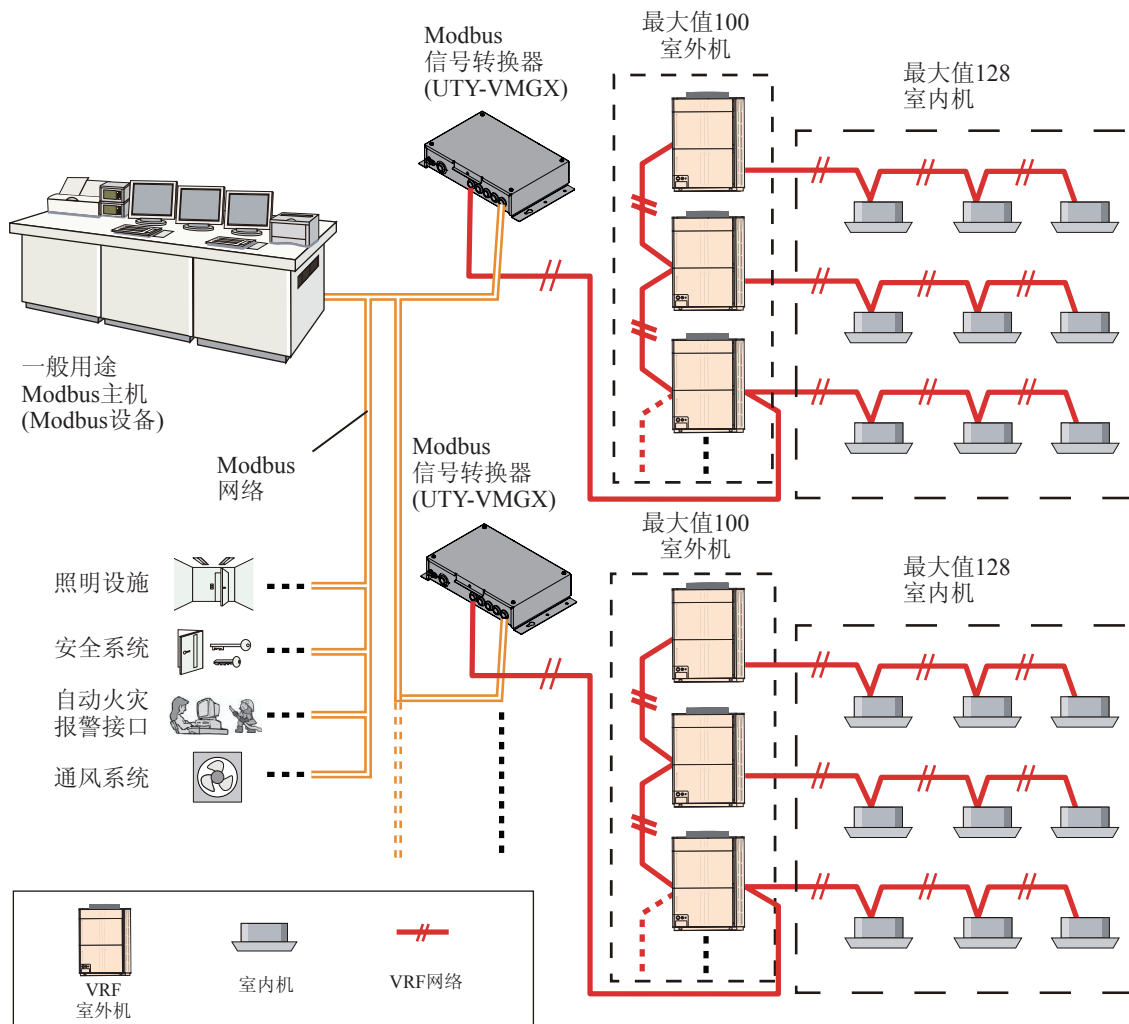 Modbus
信号转换器
(UTY-VMGX)
最大值100
室外机
最大值128
室内机
一般用途
Modbus主机
(Modbus设备)
Modbus
网络
Modbus
信号转换器
(UTY-VMGX)
最大值100
室外机
最大值128
室内机
照明设施
安全系统
自动火灾
报警接口
通风系统
VRF
室外机
室内机
VRF网络